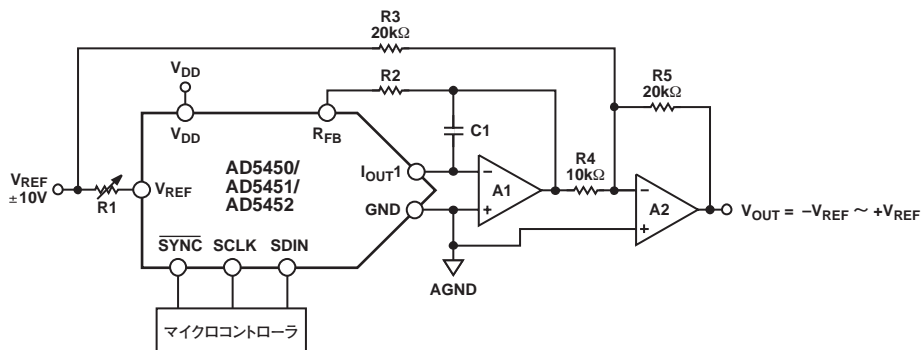 R3
20kΩ
VDD
VDD
R2
RFB
C1
R5
20kΩ
AD5450/
AD5451/
AD5452
IOUT1
GND
A1
R4
10kΩ
A2
VREF
±10V
R1
VREF
VOUT = –VREF ~ +VREF
SYNC SCLK SDIN
AGND
マイクロコントローラ